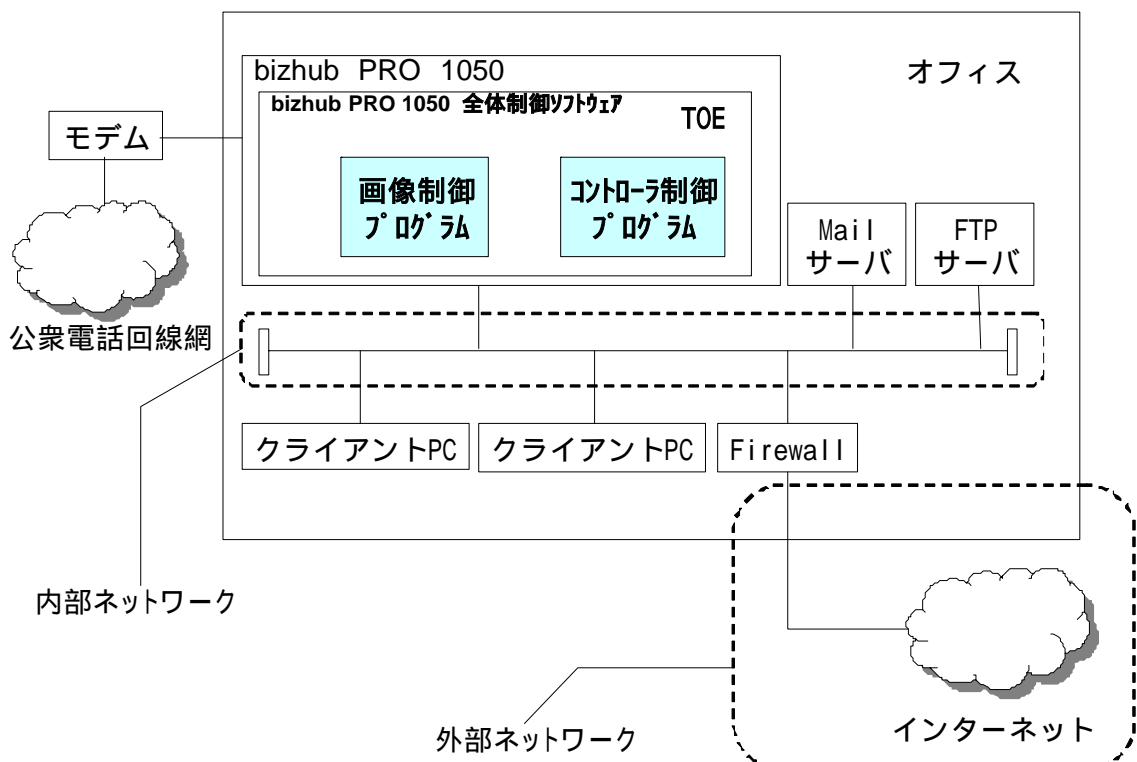 オフィス
bizhub PRO 1050
bizhub PRO 1050 全体制御ソフトウェア
TOE
モデム
画像制御
プログラム
コントローラ制御
プログラム
Mail
サーバ
FTP
サーバ
公衆電話回線網
クライアントPC
クライアントPC
Firewall
内部ネットワーク
外部ネットワーク
インターネット